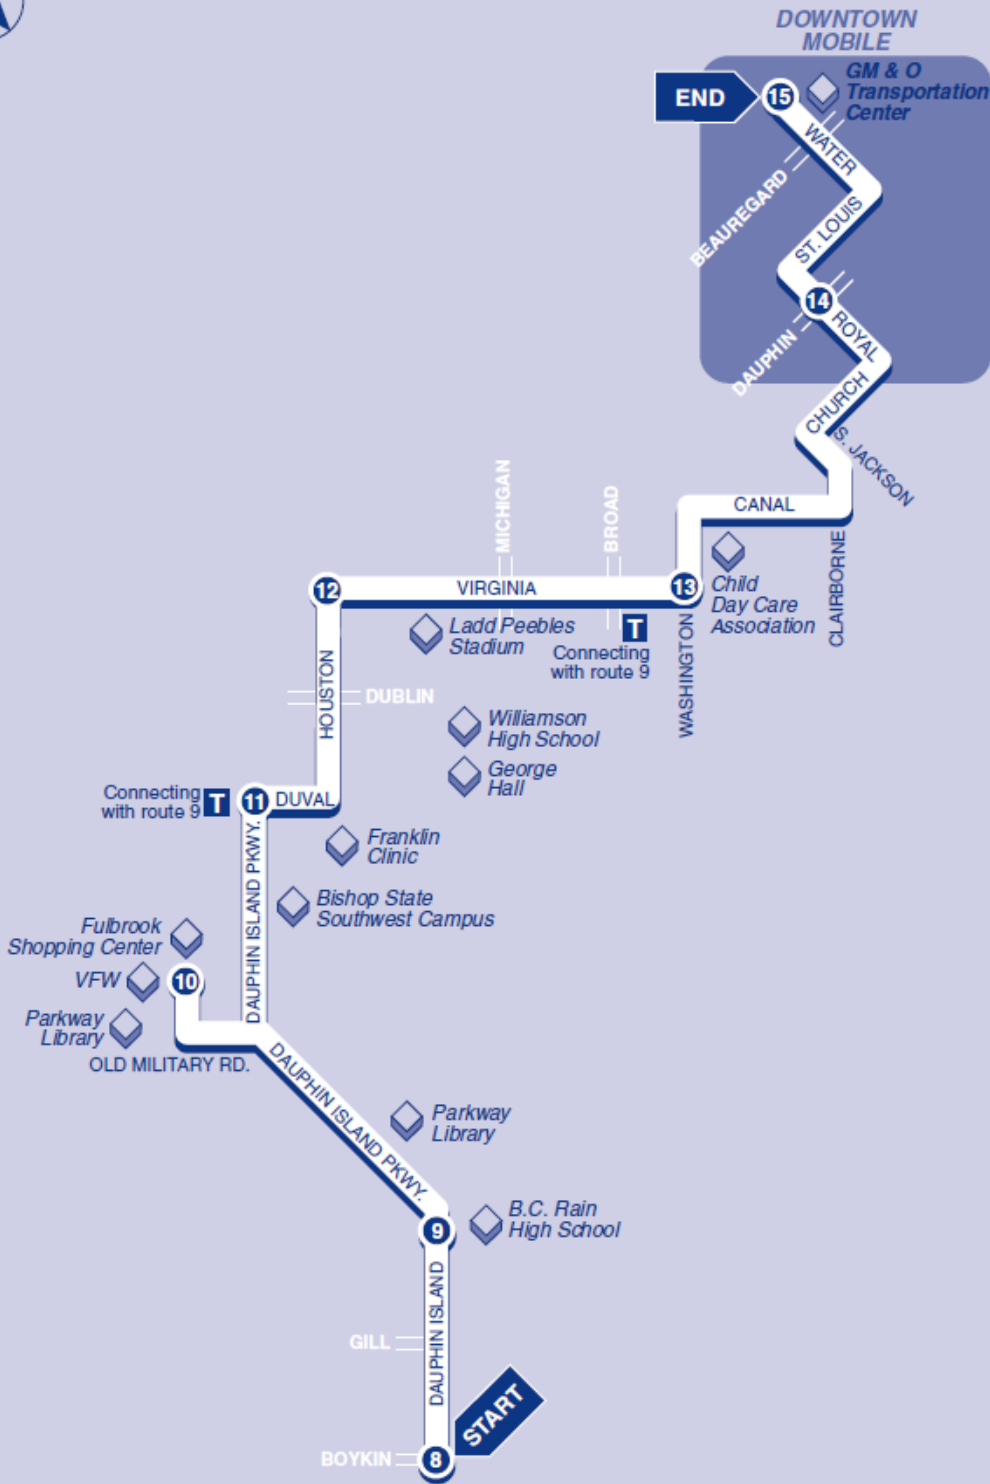 DOWNTOWN
MOBILE
GM & O
Transportation
Center
END
15
WATER
BEAUREGARD
ST. LOUIS
14
ROYAL
DAUPHIN
CHURCH
S. JACKSON
CANAL
CLAIRBORNE
MICHIGAN
BROAD
12
VIRGINIA
13
Child
Day Care
Association
Ladd Peebles
Stadium
T
Connecting
with route 9
WASHINGTON
HOUSTON
DUBLIN
Williamson
High School
George
Hall
Connecting
with route 9
T
11
DUVAL
Franklin
Clinic
DAUPHIN ISLAND PKWY.
Bishop State
Southwest Campus
Fulbrook
Shopping Center
VFW
10
Parkway
Library
OLD MILITARY RD.
DAUPHIN ISLAND PKWY.
Parkway
Library
9
B.C. Rain
High School
DAUPHIN ISLAND
GILL
START
BOYKIN
8